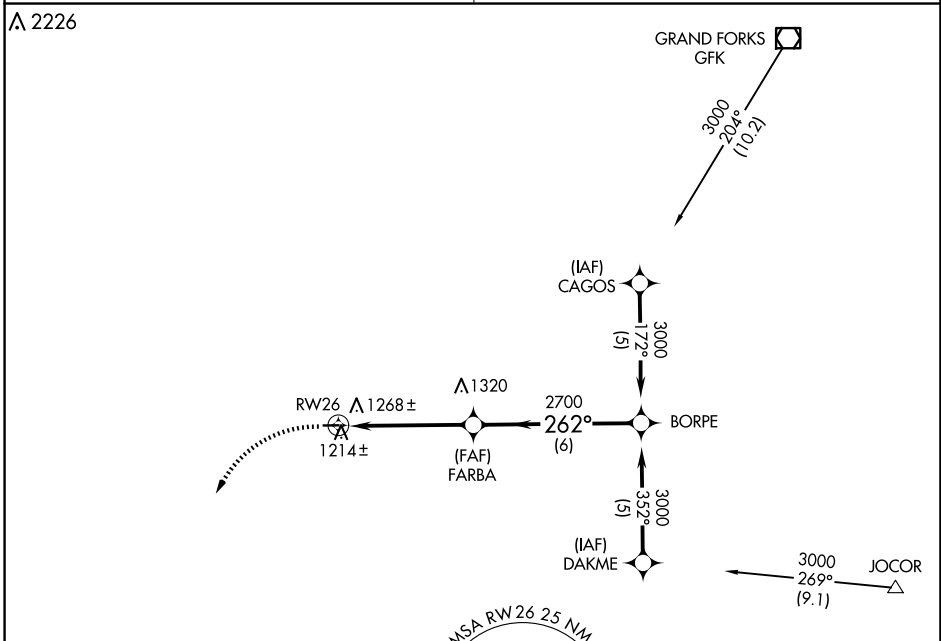 2226
GRAND FORKS
GFK
3000
204°
(10.2)
(IAF)
CAGOS
3000
172°
(5)
1320
RW26
1268±
2700
262°
(6)
BORPE
1214±
(FAF)
FARBA
3000
352°
(5)
(IAF)
DAKME
3000
269°
(9.1)
JOCOR
MSA RW26 25 NM